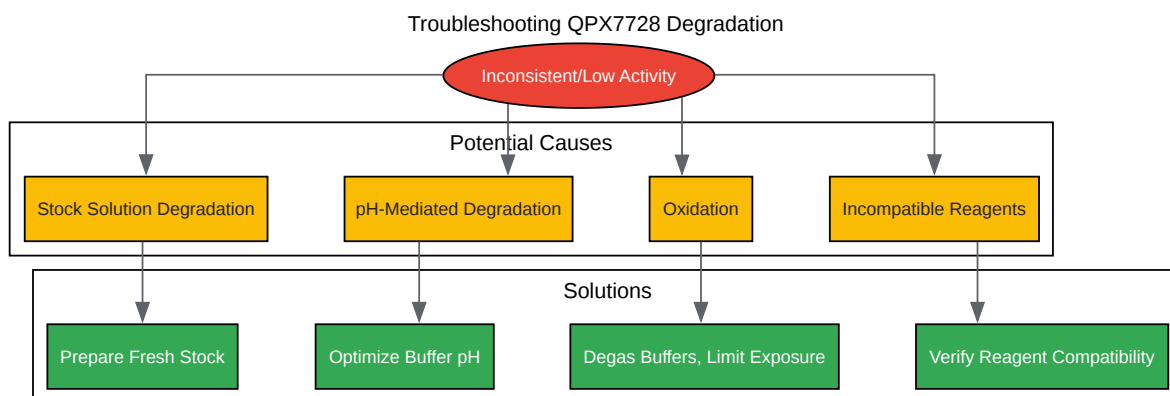 Troubleshooting QPX7728 Degradation
Inconsistent/Low Activity
Potential Causes
Stock Solution Degradation
pH-Mediated Degradation
Oxidation
Incompatible Reagents
Solutions
Prepare Fresh Stock
Optimize Buffer pH
Degas Buffers, Limit Exposure
Verify Reagent Compatibility